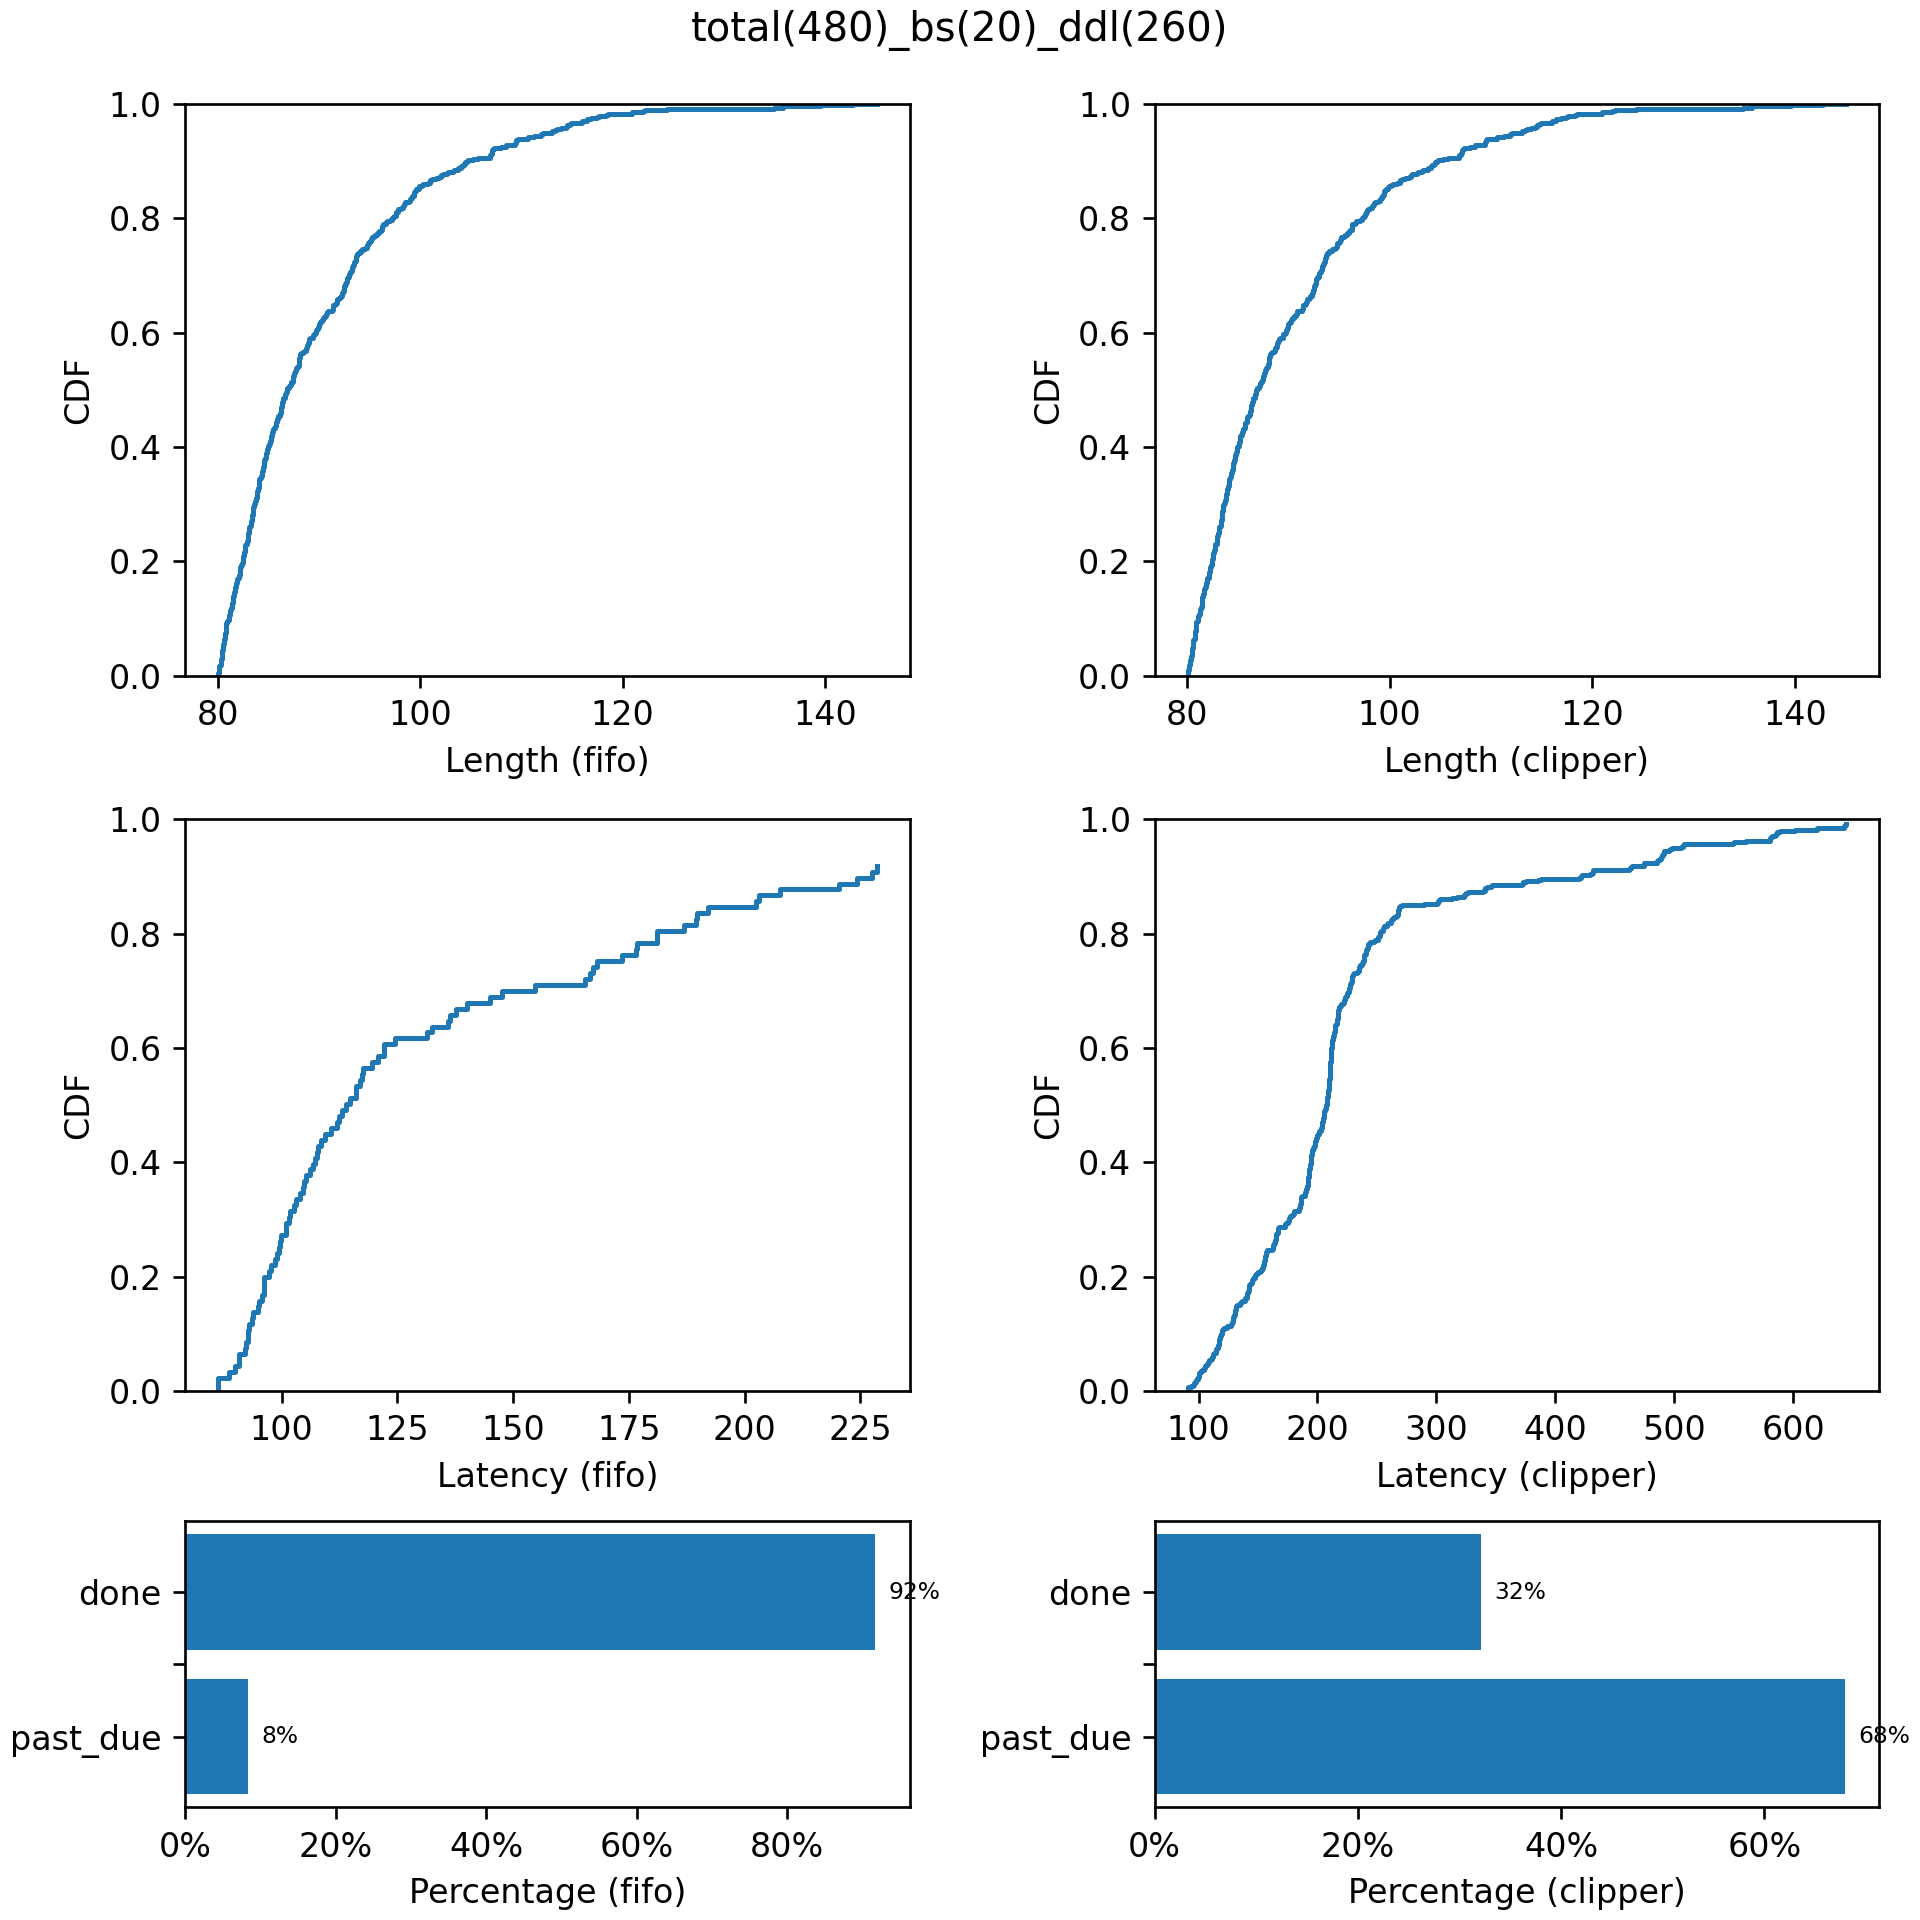 total(480)_bs(20)_ddl(260)
1.0
0.8
0.6
0.4
0.2
0.0
CDF
80 100 120 140
Length (fifo)
1.0
0.8
0.6
0.4
0.2
0.0
CDF
80 100 120 140
Length (clipper)
1.0
0.8
0.6
0.4
0.2
0.0
CDF
100 125 150 175 200 225
Latency (fifo)
1.0
0.8
0.6
0.4
0.2
0.0
CDF
100 200 300 400 500 600
Latency (clipper)
done 92%
past_due 8%
0% 20% 40% 60% 80%
Percentage (fifo)
done 32%
past_due 68%
0% 20% 40% 60%
Percentage (clipper)